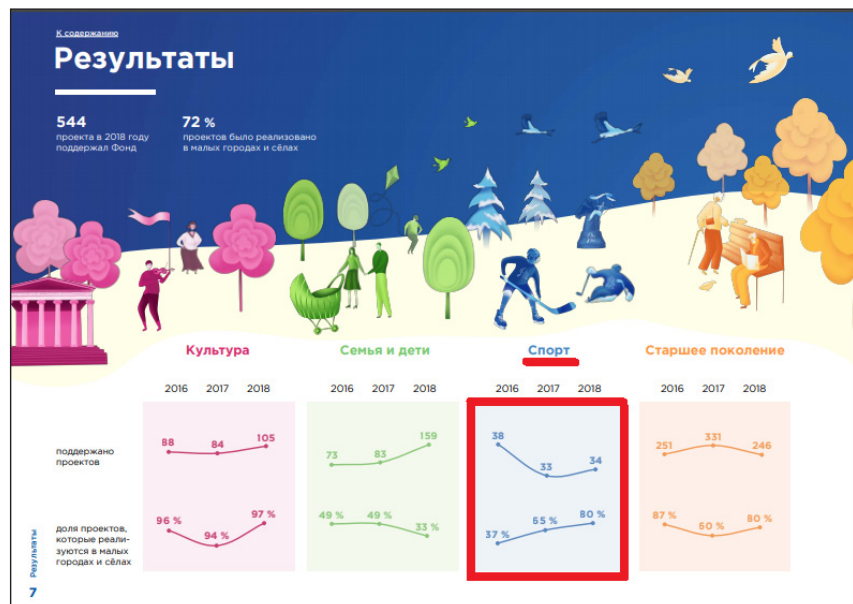 К содержанию
Результаты
544
проекта в 2018 году
поддержал Фонд
72 %
проектов было реализовано
в малых городах и сёлах
Культура
Семья и дети
Спорт
Старшее поколение
2016 2017 2018
2016 2017 2018
2016 2017 2018
2016 2017 2018
поддержано
проектов
88 84 105
73 83 159
38 33 34
251 331 246
доля проектов,
которые реали-
зуются в малых
городах и сёлах
96 % 94 % 97 %
49 % 49 % 33 %
37 % 65 % 80 %
87 % 60 % 80 %
Результаты
7